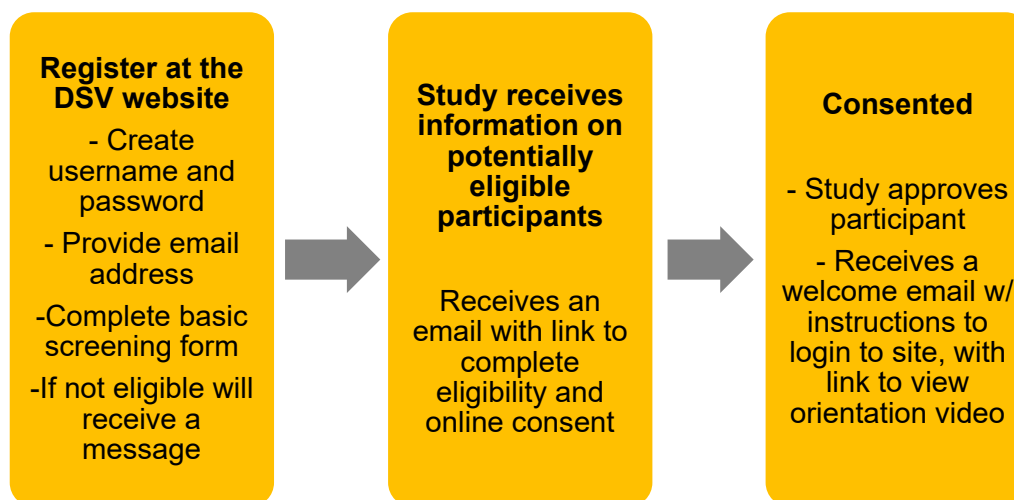 Register at the
DSV website
- Create
username and
password
- Provide email
address
-Complete basic
screening form
-If not eligible will
receive a
message
Study receives
information on
potentially
eligible
participants
Receives an
email with link to
complete
eligibility and
online consent
Consented
- Study approves
participant
- Receives a
welcome email w/
instructions to
login to site, with
link to view
orientation video